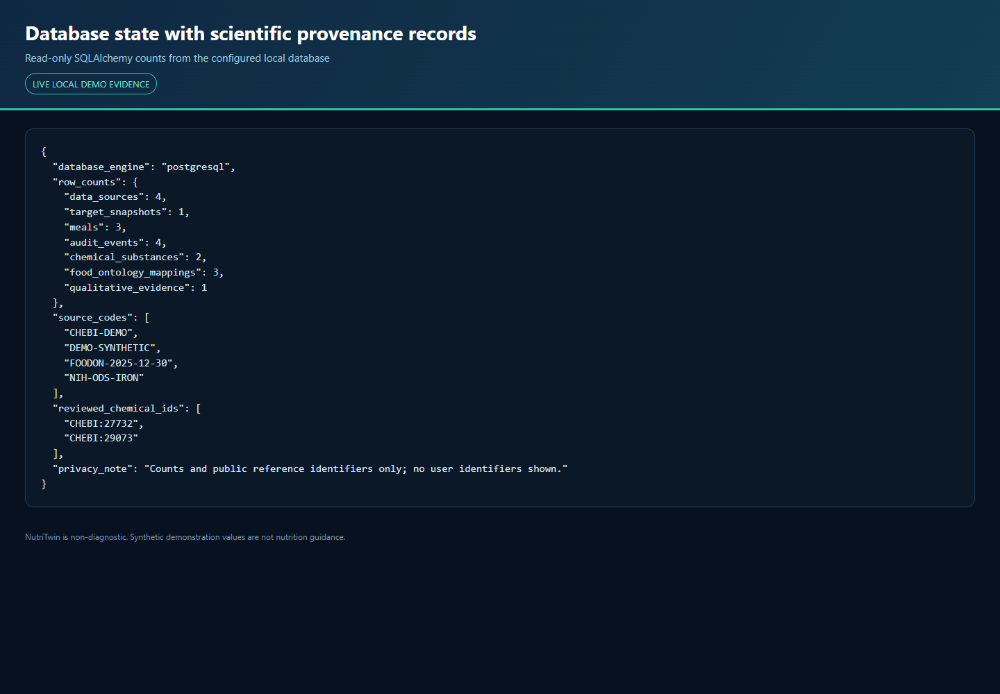 Database state with scientific provenance records
Read-only SQLAlchemy counts from the configured local database
LIVE LOCAL DEMO EVIDENCE
{
  "database_engine": "postgresql",
  "row_counts": {
    "data_sources": 4,
    "target_snapshots": 1,
    "meals": 3,
    "audit_events": 4,
    "chemical_substances": 2,
    "food_ontology_mappings": 3,
    "qualitative_evidence": 1
  },
  "source_codes": [
    "CHEBI-DEMO",
    "DEMO-SYNTHETIC",
    "FOODON-2025-12-30",
    "NIH-ODS-IRON"
  ],
  "reviewed_chemical_ids": [
    "CHEBI:27732",
    "CHEBI:29073"
  ],
  "privacy_note": "Counts and public reference identifiers only; no user identifiers shown."
}
NutriTwin is non-diagnostic. Synthetic demonstration values are not nutrition guidance.